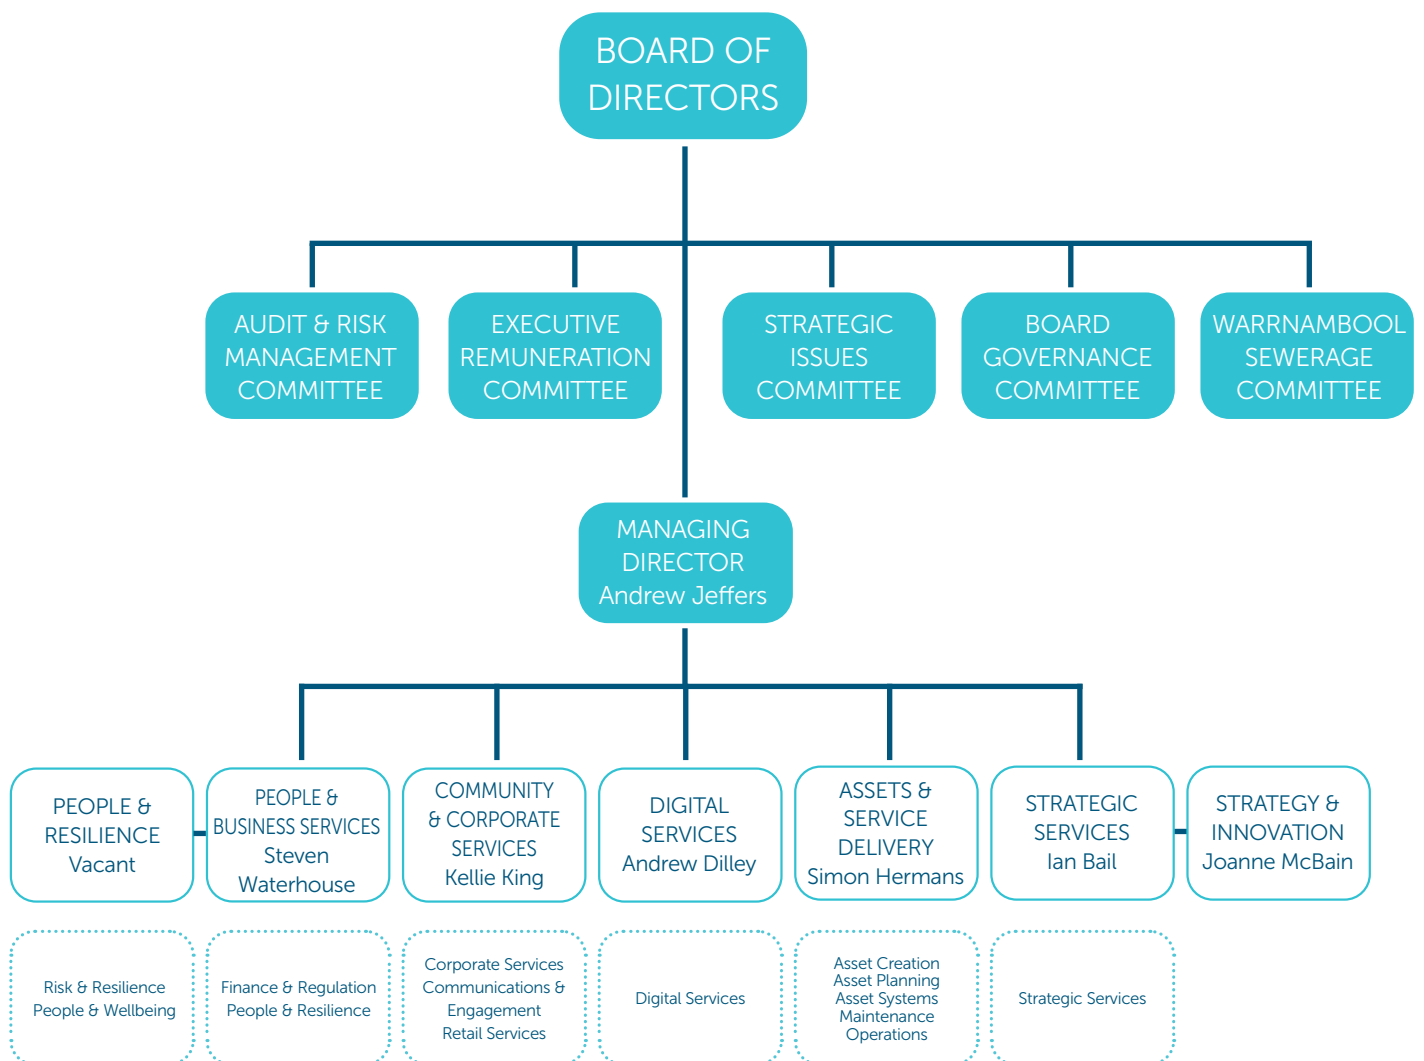 BOARD OF
DIRECTORS
AUDIT & RISK
MANAGEMENT
COMMITTEE
EXECUTIVE
REMUNERATION
COMMITTEE
STRATEGIC
ISSUES
COMMITTEE
BOARD
GOVERNANCE
COMMITTEE
WARRNAMBOOL
SEWERAGE
COMMITTEE
MANAGING
DIRECTOR
Andrew Jeffers
PEOPLE &
RESILIENCE
Vacant
PEOPLE &
BUSINESS SERVICES
Steven
Waterhouse
COMMUNITY
& CORPORATE
SERVICES
Kellie King
DIGITAL
SERVICES
Andrew Dilley
ASSETS &
SERVICE
DELIVERY
Simon Hermans
STRATEGIC
SERVICES
Ian Bail
STRATEGY &
INNOVATION
Joanne McBain
Risk & Resilience
People & Wellbeing
Finance & Regulation
People & Resilience
Corporate Services
Communications &
Engagement
Retail Services
Digital Services
Asset Creation
Asset Planning
Asset Systems
Maintenance
Operations
Strategic Services